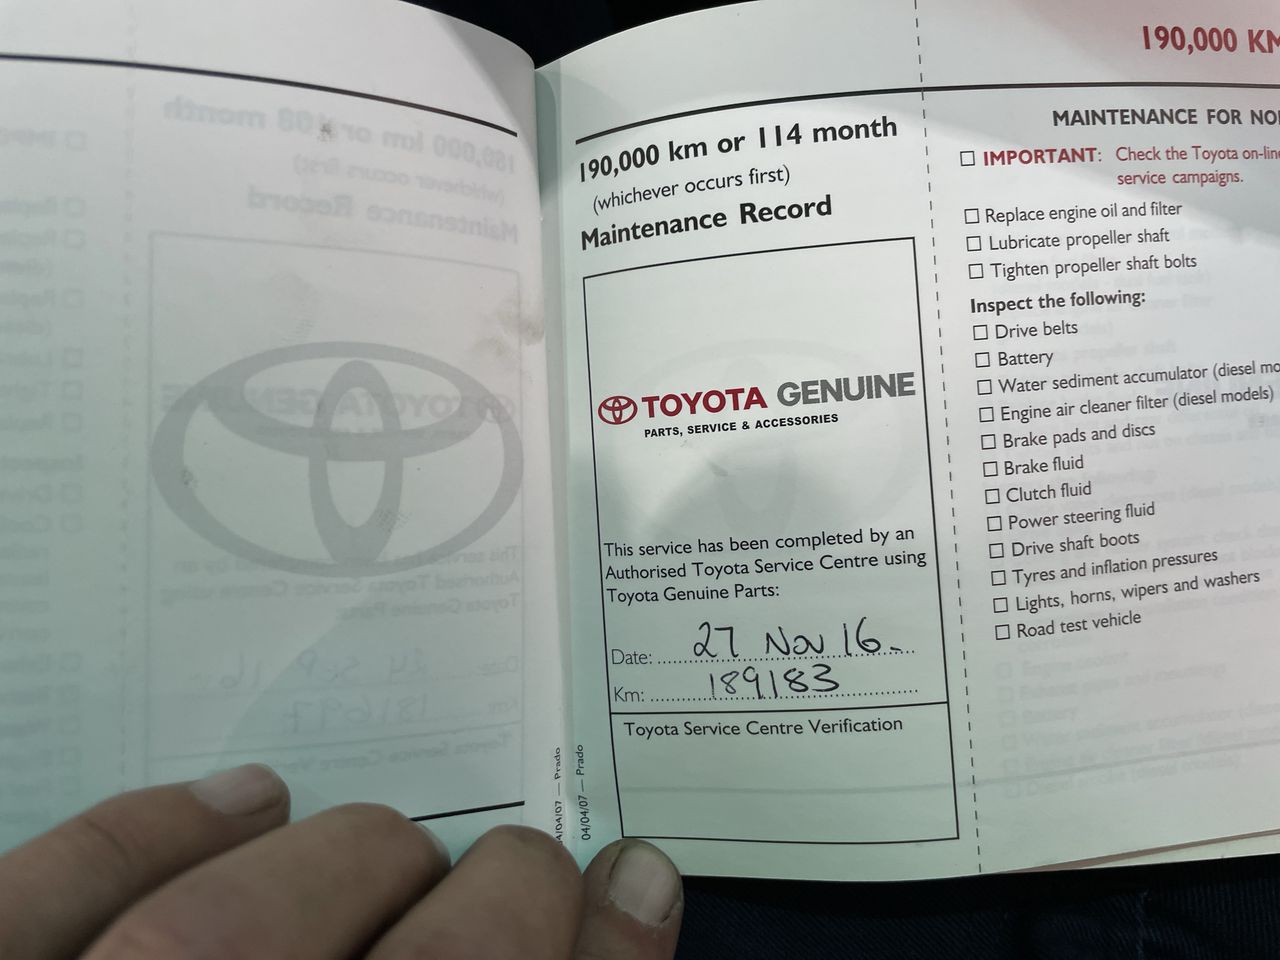 190,000 km or 114 month
(whichever occurs first)
Maintenance Record
TOYOTA GENUINE
PARTS, SERVICE & ACCESSORIES
This service has been completed by an
Authorised Toyota Service Centre using
Toyota Genuine Parts:
Date: 27 Nov 16
Km: 189183
Toyota Service Centre Verification
04/04/07 — Prado
04/04/07 — Prado
190,000 KM
MAINTENANCE FOR
IMPORTANT: Check the Toyota on-line
service campaigns.
Replace engine oil and filter
Lubricate propeller shaft
Tighten propeller shaft bolts
Inspect the following:
Drive belts
Battery
Water sediment accumulator (diesel
Engine air cleaner filter (diesel models)
Brake pads and discs
Brake fluid
Clutch fluid
Power steering fluid
Drive shaft boots
Tyres and inflation pressures
Lights, horns, wipers and washers
Road test vehicle